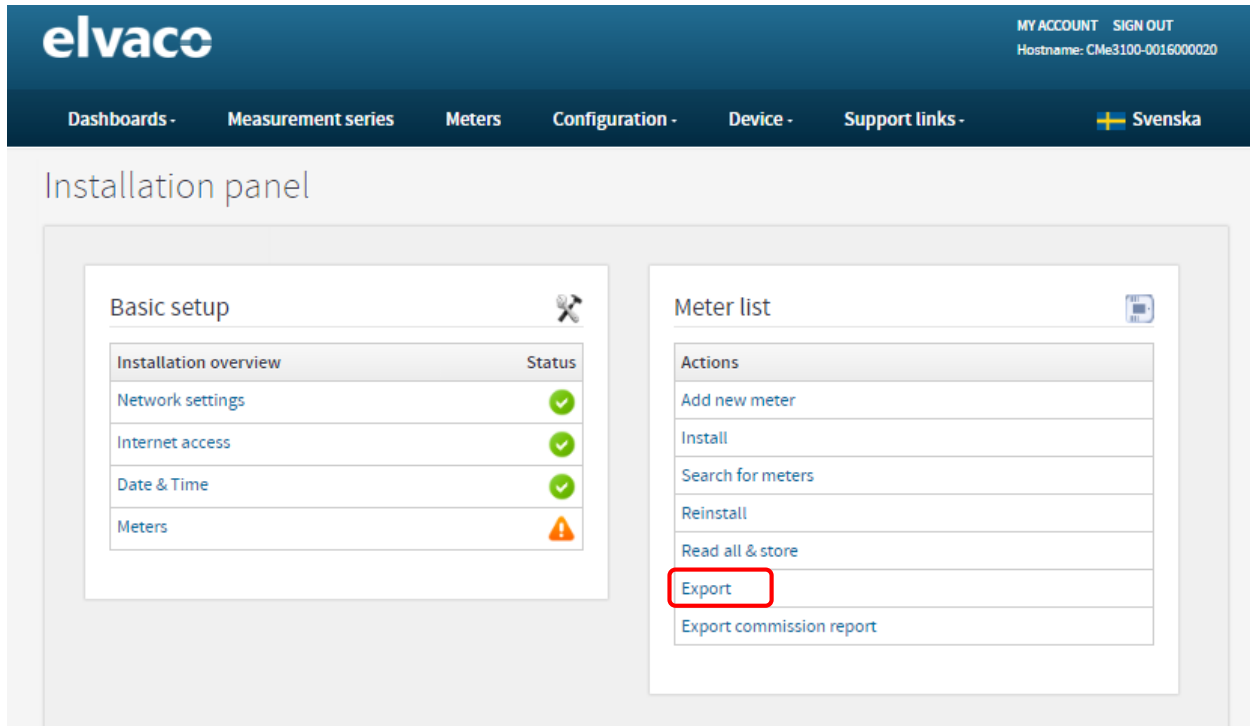 elvaco
MY ACCOUNT SIGN OUT
Hostname: CMe3100-0016000020
Dashboards - Measurement series Meters Configuration - Device - Support links - Svenska
Installation panel
Basic setup
Installation overview Status
Network settings
Internet access
Date & Time
Meters
Meter list
Actions
Add new meter
Install
Search for meters
Reinstall
Read all & store
Export
Export commission report